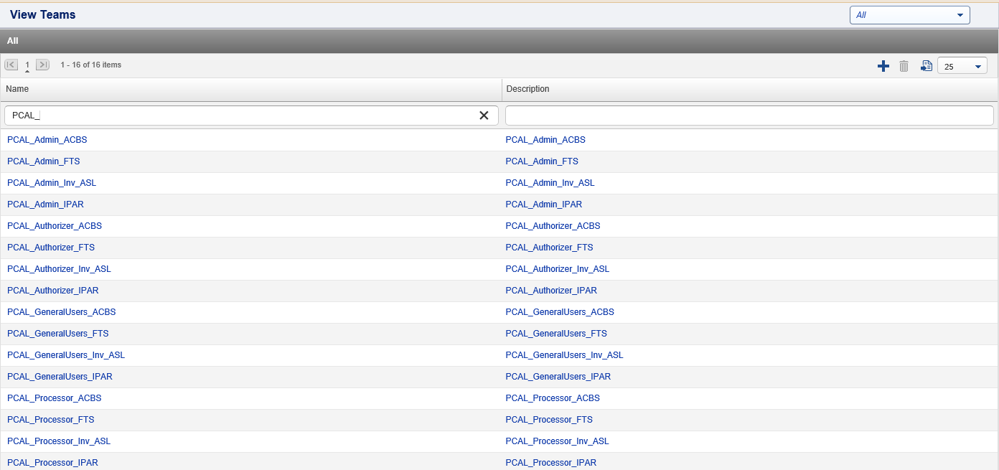 View Teams All
All
1 1 - 16 of 16 items 25
Name Description
PCAL_
PCAL_Admin_ACBS PCAL_Admin_ACBS
PCAL_Admin_FTS PCAL_Admin_FTS
PCAL_Admin_Inv_ASL PCAL_Admin_Inv_ASL
PCAL_Admin_IPAR PCAL_Admin_IPAR
PCAL_Authorizer_ACBS PCAL_Authorizer_ACBS
PCAL_Authorizer_FTS PCAL_Authorizer_FTS
PCAL_Authorizer_Inv_ASL PCAL_Authorizer_Inv_ASL
PCAL_Authorizer_IPAR PCAL_Authorizer_IPAR
PCAL_GeneralUsers_ACBS PCAL_GeneralUsers_ACBS
PCAL_GeneralUsers_FTS PCAL_GeneralUsers_FTS
PCAL_GeneralUsers_Inv_ASL PCAL_GeneralUsers_Inv_ASL
PCAL_GeneralUsers_IPAR PCAL_GeneralUsers_IPAR
PCAL_Processor_ACBS PCAL_Processor_ACBS
PCAL_Processor_FTS PCAL_Processor_FTS
PCAL_Processor_Inv_ASL PCAL_Processor_Inv_ASL
PCAL_Processor_IPAR PCAL_Processor_IPAR